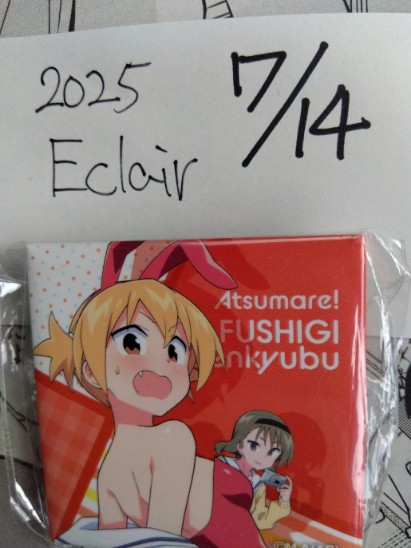 2025 7/14
Eclair
Atsumare!
FUSHIGI
nkyubu